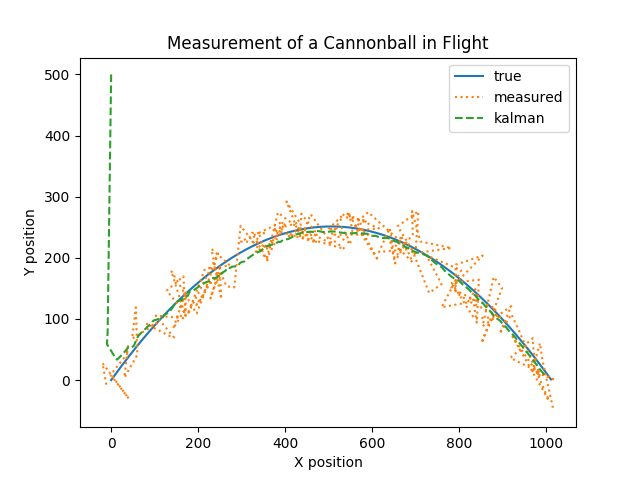 Measurement of a Cannonball in Flight
true
measured
kalman
500
400
300
200
100
0
Y position
0
200
400
600
800
1000
X position